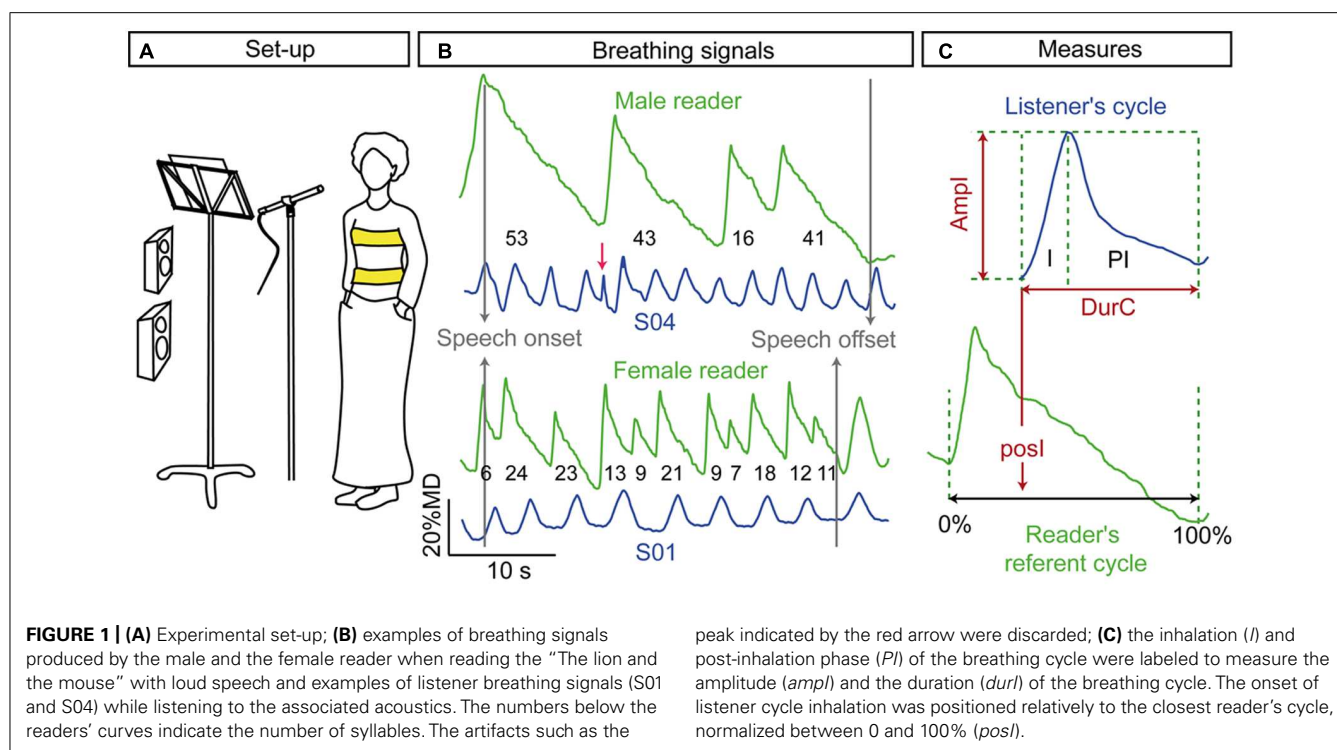 A Set-up
B Breathing signals
C Measures
Male reader
53 43 16 41
S04
Speech onset Speech offset
Female reader
6 24 23 13 9 21 9 7 18 12 11
20%MD
S01
10 s
Listener's cycle
AmpI
I PI
DurC
posI
0% 100%
Reader's
referent cycle
FIGURE 1 | (A) Experimental set-up; (B) examples of breathing signals
produced by the male and the female reader when reading the “The lion and
the mouse” with loud speech and examples of listener breathing signals (S01
and S04) while listening to the associated acoustics. The numbers below the
readers’ curves indicate the number of syllables. The artifacts such as the
peak indicated by the red arrow were discarded; (C) the inhalation (I) and
post-inhalation phase (PI) of the breathing cycle were labeled to measure the
amplitude (ampI) and the duration (durI) of the breathing cycle. The onset of
listener cycle inhalation was positioned relatively to the closest reader’s cycle,
normalized between 0 and 100% (posI).